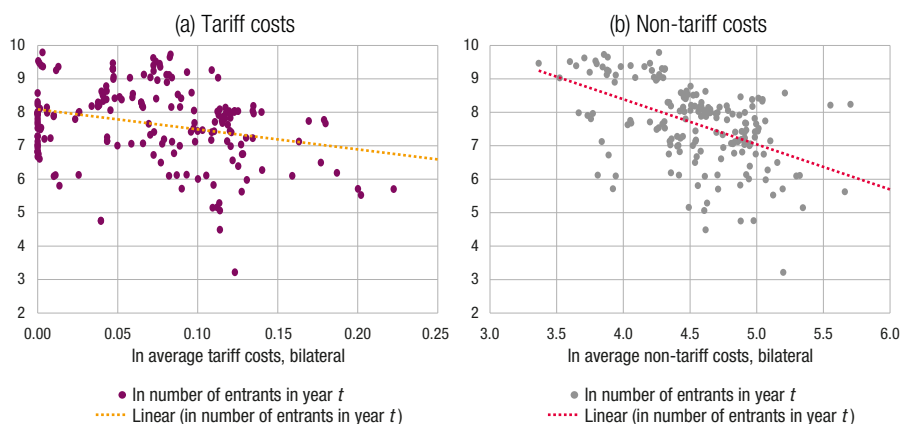 (a) Tariff costs
10
9
8
7
6
5
4
3
2
0.00 0.05 0.10 0.15 0.20 0.25
ln average tariff costs, bilateral
ln number of entrants in year t
Linear (in number of entrants in year t)
(b) Non-tariff costs
10
9
8
7
6
5
4
3
2
3.0 3.5 4.0 4.5 5.0 5.5 6.0
ln average non-tariff costs, bilateral
ln number of entrants in year t
Linear (in number of entrants in year t)